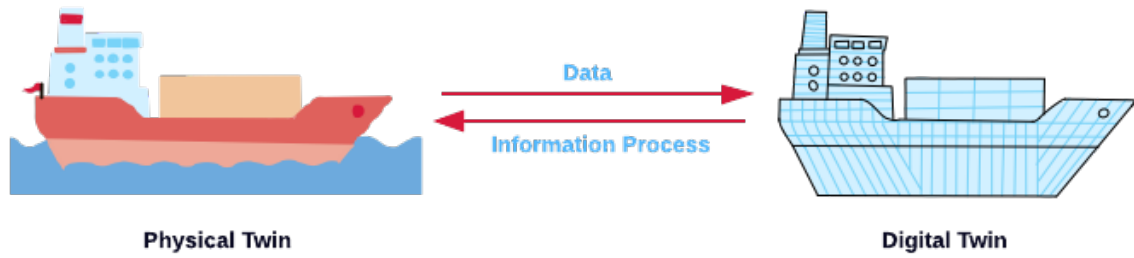 Data
Information Process
Physical Twin
Digital Twin